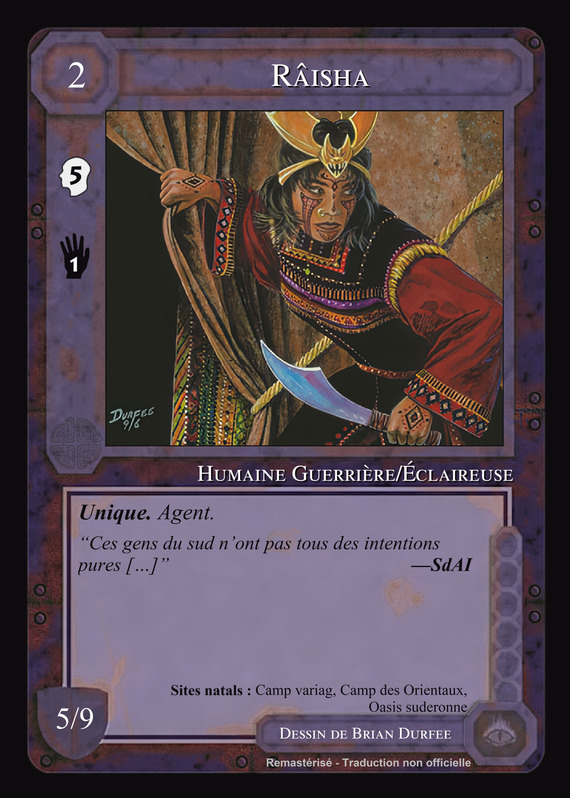 2
RÂISHA
5
1
DURFEE
9/6
HUMAINE GUERRIÈRE/ÉCLAIREUSE
Unique. Agent.
“Ces gens du sud n’ont pas tous des intentions
pures [...]” —SdAI
Sites natals : Camp variag, Camp des Orientaux,
Oasis suderonne
5/9
DESSIN DE BRIAN DURFEE
Remastérisé - Traduction non officielle